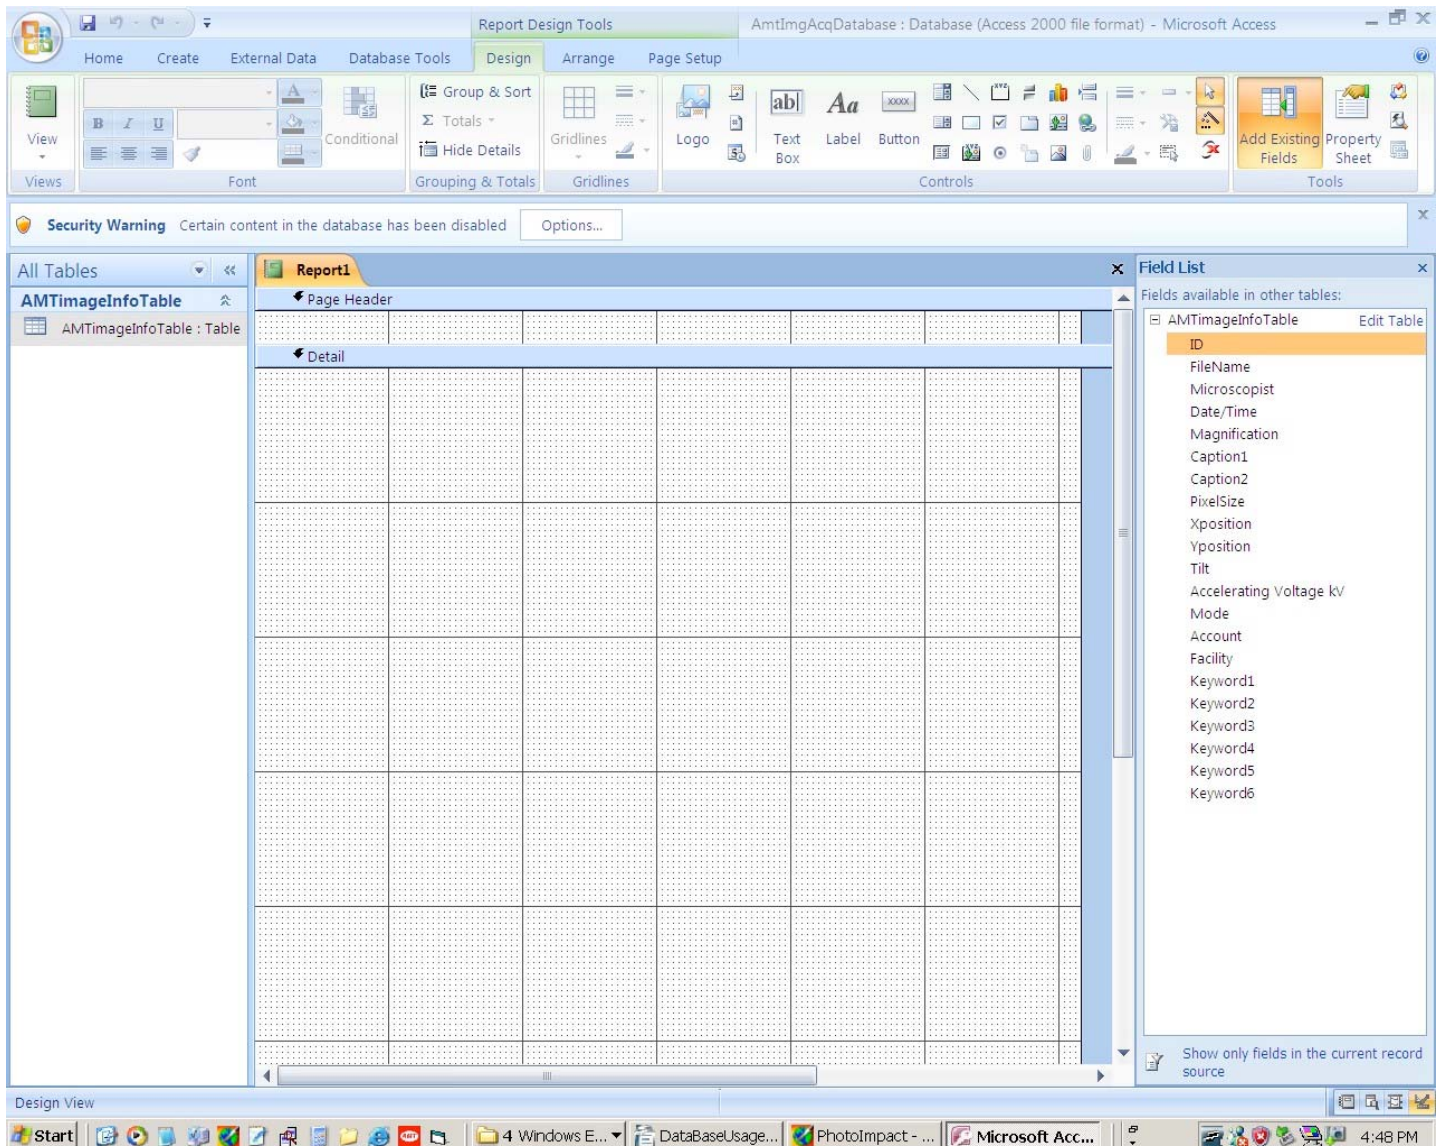 Report Design Tools
AmtImgAcqDatabase : Database (Access 2000 file format) - Microsoft Access
Home Create External Data Database Tools Design Arrange Page Setup
View
Views
B I U
A
Conditional
Font
Group & Sort
Σ Totals
Hide Details
Grouping & Totals
Gridlines
Gridlines
Logo
ab|
Text Box
Aa
Label
xxxx
Button
Controls
Add Existing Fields
Property Sheet
Tools
Security Warning Certain content in the database has been disabled Options...
All Tables
AMTimageInfoTable
AMTimageInfoTable : Table
Report1
Page Header
Detail
Field List
Fields available in other tables:
AMTimageInfoTable Edit Table
ID
FileName
Microscopist
Date/Time
Magnification
Caption1
Caption2
PixelSize
Xposition
Yposition
Tilt
Accelerating Voltage kV
Mode
Account
Facility
Keyword1
Keyword2
Keyword3
Keyword4
Keyword5
Keyword6
Show only fields in the current record
source
Design View
Start 4 Windows E... DataBaseUsage... PhotoImpact - ... Microsoft Acc... 4:48 PM